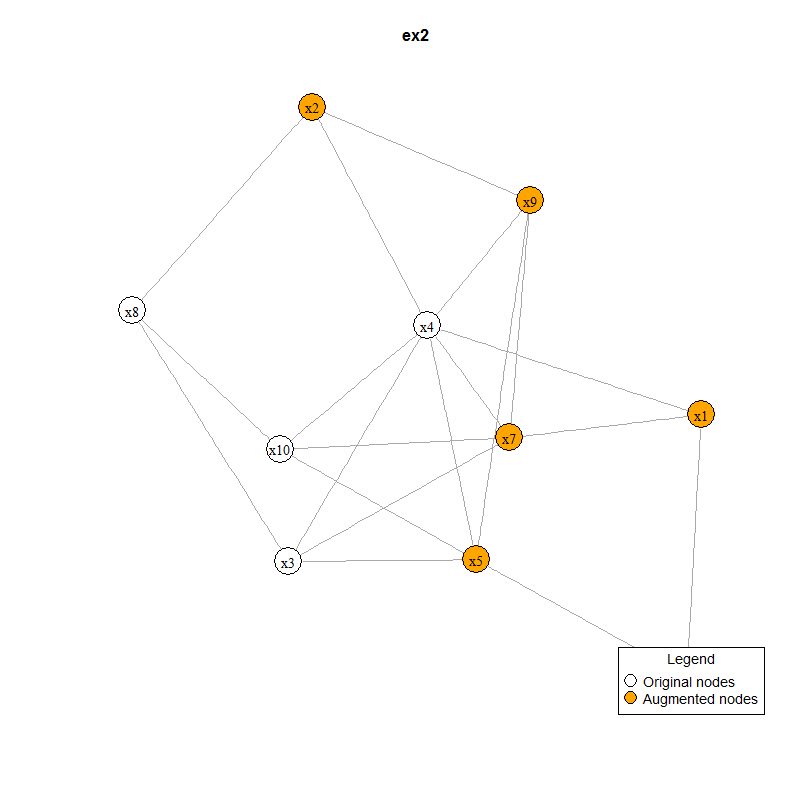 ex2
x2
x9
x8
x4
x1
x7
x10
x3
x5
Legend
Original nodes
Augmented nodes